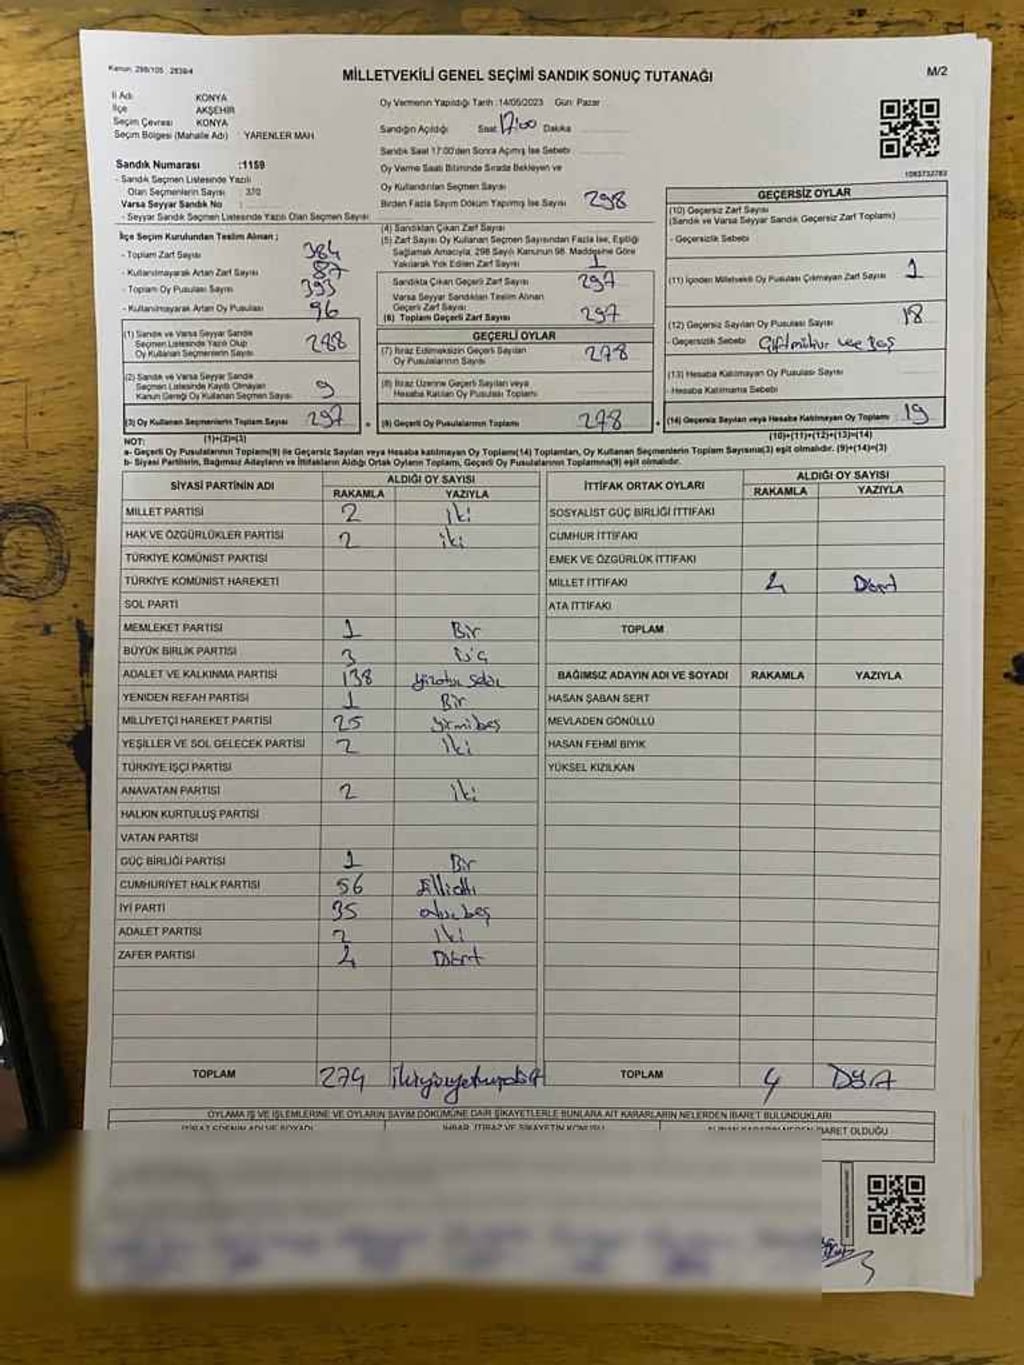 Kanun: 298/105 : 2839/4
MİLLETVEKİLİ GENEL SEÇİMİ SANDIK SONUÇ TUTANAĞI
M/2
İl Adı KONYA
İlçe AKŞEHİR
Seçim Çevresi KONYA
Seçim Bölgesi (Mahalle Adı) : YARENLER MAH.
Sandık Numarası :1159
- Sandık Seçmen Listesinde Yazılı
Olan Seçmenlerin Sayısı : 370
Varsa Seyyar Sandık No :
- Seyyar Sandık Seçmen Listesinde Yazılı Olan Seçmen Sayısı
Oy Vermenin Yapıldığı Tarih :14/05/2023 Gün: Pazar
Sandığın Açıldığı Saat 17:00 Dakika
Sandık Saat 17:00'den Sonra Açılmış İse Sebebi
Oy Verme Saati Bitiminde Sırada Bekleyen ve
Oy Kullandırılan Seçmen Sayısı
Birden Fazla Sayım Döküm Yapılmış İse Sayısı
298
1083732783
İlçe Seçim Kurulundan Teslim Alınan ;
- Toplam Zarf Sayısı 384
- Kullanılmayarak Artan Zarf Sayısı 87
- Toplam Oy Pusulası Sayısı 393
- Kullanılmayarak Artan Oy Pusulası 96
(1) Sandık ve Varsa Seyyar Sandık
Seçmen Listesinde Yazılı Olup
Oy Kullanan Seçmenlerin Sayısı
(2) Sandık ve Varsa Seyyar Sandık
Seçmen Listesinde Kaydı Olmayan
Kanun Gereği Oy Kullanan Seçmen Sayısı 9
(3) Oy Kullanan Seçmenlerin Toplam Sayısı 297
(1)+(2)=(3)
(4) Sandıktan Çıkan Zarf Sayısı
(5) Zarf Sayısı Oy Kullanan Seçmen Sayısından Fazla İse, Eşitliği
Sağlamak Amacıyla, 298 Sayılı Kanunun 98. Maddesine Göre
Yakılarak Yok Edilen Zarf Sayısı 1
Sandıkta Çıkan Geçerli Zarf Sayısı 297
Varsa Seyyar Sandıktan Teslim Alınan
Geçerli Zarf Sayısı
(6) Toplam Geçerli Zarf Sayısı 297
GEÇERLİ OYLAR
(7) İtiraz Edilmeksizin Geçerli Sayılan
Oy Pusulalarının Sayısı 278
(8) İtiraz Üzerine Geçerli Sayılan veya
Hesaba Katılan Oy Pusulası Toplamı
(9) Geçerli Oy Pusulalarının Toplamı 278
GEÇERSİZ OYLAR
(10) Geçersiz Zarf Sayısı
(Sandık ve Varsa Seyyar Sandık Geçersiz Zarf Toplamı)
- Geçersizlik Sebebi
(11) İçinden Milletvekili Oy Pusulası Çıkmayan Zarf Sayısı 1
(12) Geçersiz Sayılan Oy Pusulası Sayısı 18
- Geçersizlik Sebebi Çift mühür ve boş
(13) Hesaba Katılmayan Oy Pusulası Sayısı
- Hesaba Katılmama Sebebi
(14) Geçersiz Sayılan veya Hesaba Katılmayan Oy Toplamı 19
(10)+(11)+(12)+(13)=(14)
NOT:
a- Geçerli Oy Pusulalarının Toplamı(9) ile Geçersiz Sayılan veya Hesaba katılmayan Oy Toplamı(14) Toplamları, Oy Kullanan Seçmenlerin Toplam Sayısına(3) eşit olmalıdır. (9)+(14)=(3)
b- Siyasi Partilerin, Bağımsız Adayların ve İttifakların Aldığı Ortak Oyların Toplamı, Geçerli Oy Pusulalarının Toplamına(9) eşit olmalıdır.
SİYASİ PARTİNİN ADI ALDIĞI OY SAYISI
RAKAMLA YAZIYLA
MİLLET PARTİSİ 2 iki
HAK VE ÖZGÜRLÜKLER PARTİSİ 2 iki
TÜRKİYE KOMÜNİST PARTİSİ
TÜRKİYE KOMÜNİST HAREKETİ
SOL PARTİ
MEMLEKET PARTİSİ 1 Bir
BÜYÜK BİRLİK PARTİSİ 3 üç
ADALET VE KALKINMA PARTİSİ 138
YENİDEN REFAH PARTİSİ 1 Bir
MİLLİYETÇİ HAREKET PARTİSİ 25 yirmibeş
YEŞİLLER VE SOL GELECEK PARTİSİ 2 iki
TÜRKİYE İŞÇİ PARTİSİ
ANAVATAN PARTİSİ 2 iki
HALKIN KURTULUŞ PARTİSİ
VATAN PARTİSİ
GÜÇ BİRLİĞİ PARTİSİ 1 Bir
CUMHURİYET HALK PARTİSİ 56 Ellialtı
İYİ PARTİ 35 otuzbeş
ADALET PARTİSİ 2 iki
ZAFER PARTİSİ 4 Dört
TOPLAM 274
İTTİFAK ORTAK OYLARI ALDIĞI OY SAYISI
RAKAMLA YAZIYLA
SOSYALİST GÜÇ BİRLİĞİ İTTİFAKI
CUMHUR İTTİFAKI
EMEK VE ÖZGÜRLÜK İTTİFAKI
MİLLET İTTİFAKI 4 Dört
ATA İTTİFAKI
TOPLAM
BAĞIMSIZ ADAYIN ADI VE SOYADI RAKAMLA YAZIYLA
HASAN ŞABAN SERT
MEVLADEN GÖNÜLLÜ
HASAN FEHMİ BIYIK
YÜKSEL KIZILKAN
TOPLAM 4
OYLAMA İŞ VE İŞLEMLERİNE VE OYLARIN SAYIM DÖKÜMÜNE DAİR ŞİKAYETLERLE BUNLARA AİT KARARLARIN NELERDEN İBARET BULUNDUKLARI
İTİRAZ EDENİN ADI VE SOYADI İHBAR, İTİRAZ VE ŞİKAYETİN KONUSU